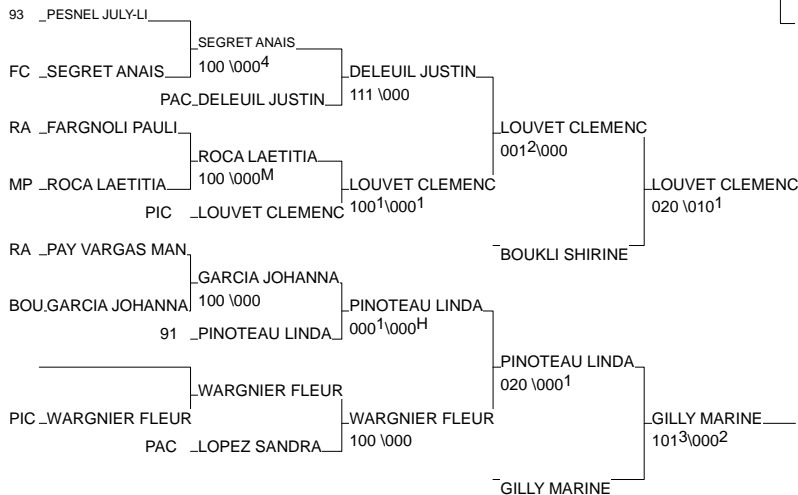 93 PESNEL JULY-LI
SEGRET ANAIS
FC SEGRET ANAIS
100 \000⁴
DELEUIL JUSTIN
PAC DELEUIL JUSTIN
111 \000
RA FARGNOLI PAULI
LOUVET CLEMENC
001²\000
ROCA LAETITIA
100 \000ᴹ
MP ROCA LAETITIA
LOUVET CLEMENC
100¹\000¹
LOUVET CLEMENC
020 \010¹
PIC LOUVET CLEMENC
RA PAY VARGAS MAN
BOUKLI SHIRINE
GARCIA JOHANNA
100 \000
BOU GARCIA JOHANNA
PINOTEAU LINDA
000¹\000ᴴ
91 PINOTEAU LINDA
PINOTEAU LINDA
020 \000¹
WARGNIER FLEUR
PIC WARGNIER FLEUR
WARGNIER FLEUR
100 \000
GILLY MARINE
101³\000²
PAC LOPEZ SANDRA
GILLY MARINE